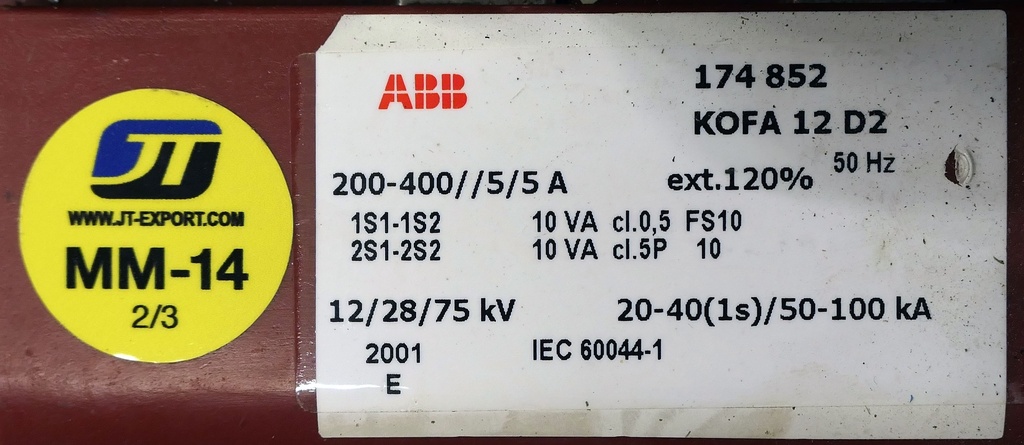 JT
WWW.JT-EXPORT.COM
MM-14
2/3
ABB
174 852
KOFA 12 D2
50 Hz
200-400//5/5 A ext.120%
1S1-1S2 10 VA cl.0,5 FS10
2S1-2S2 10 VA cl.5P 10
12/28/75 kV 20-40(1s)/50-100 kA
2001 IEC 60044-1
E